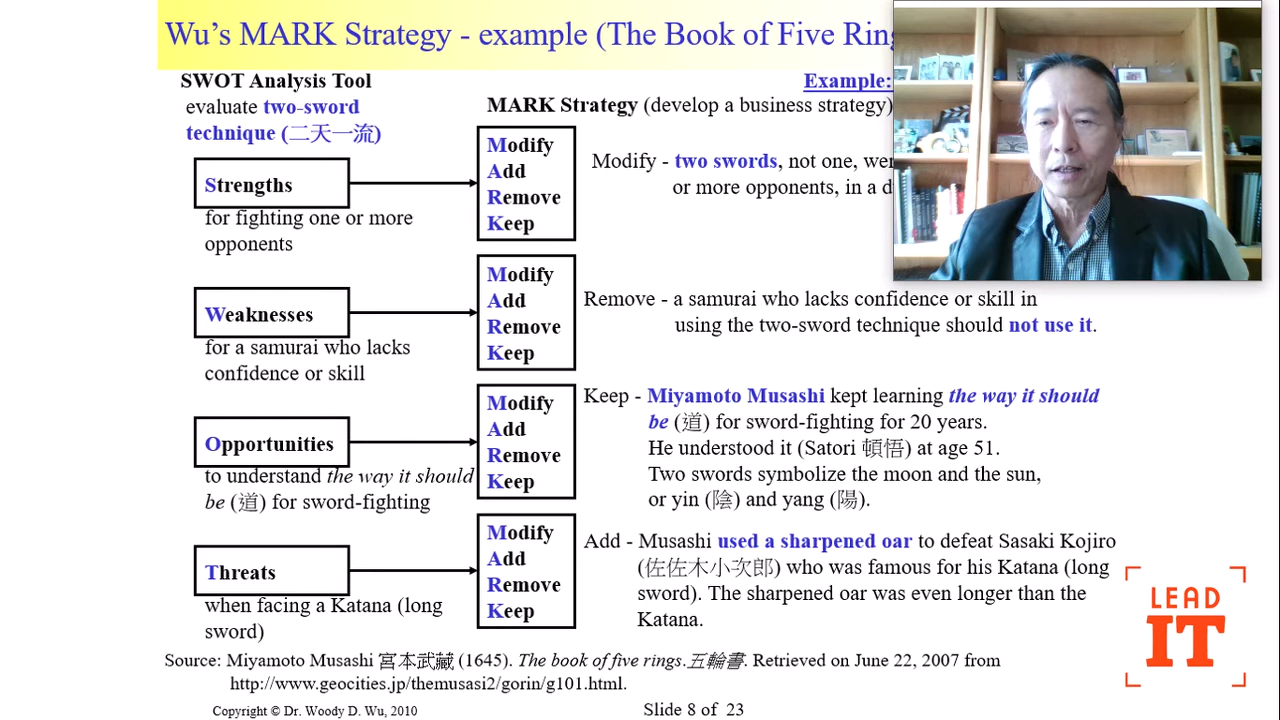 Wu's MARK Strategy - example (The Book of Five Ring
SWOT Analysis Tool
evaluate two-sword
technique (二天一流)
Example:
MARK Strategy (develop a business strategy)
Strengths
for fighting one or more
opponents
Modify
Add
Remove
Keep
Modify - two swords, not one, wer
or more opponents, in a d
Weaknesses
for a samurai who lacks
confidence or skill
Modify
Add
Remove
Keep
Remove - a samurai who lacks confidence or skill in
using the two-sword technique should not use it.
Opportunities
to understand the way it should
be (道) for sword-fighting
Modify
Add
Remove
Keep
Keep - Miyamoto Musashi kept learning the way it should
be (道) for sword-fighting for 20 years.
He understood it (Satori 頓悟) at age 51.
Two swords symbolize the moon and the sun,
or yin (陰) and yang (陽).
Threats
when facing a Katana (long
sword)
Modify
Add
Remove
Keep
Add - Musashi used a sharpened oar to defeat Sasaki Kojiro
(佐佐木小次郎) who was famous for his Katana (long
sword). The sharpened oar was even longer than the
Katana.
LEAD
IT
Source: Miyamoto Musashi 宮本武藏 (1645). The book of five rings.五輪書. Retrieved on June 22, 2007 from
http://www.geocities.jp/themusasi2/gorin/g101.html.
Copyright © Dr. Woody D. Wu, 2010
Slide 8 of 23